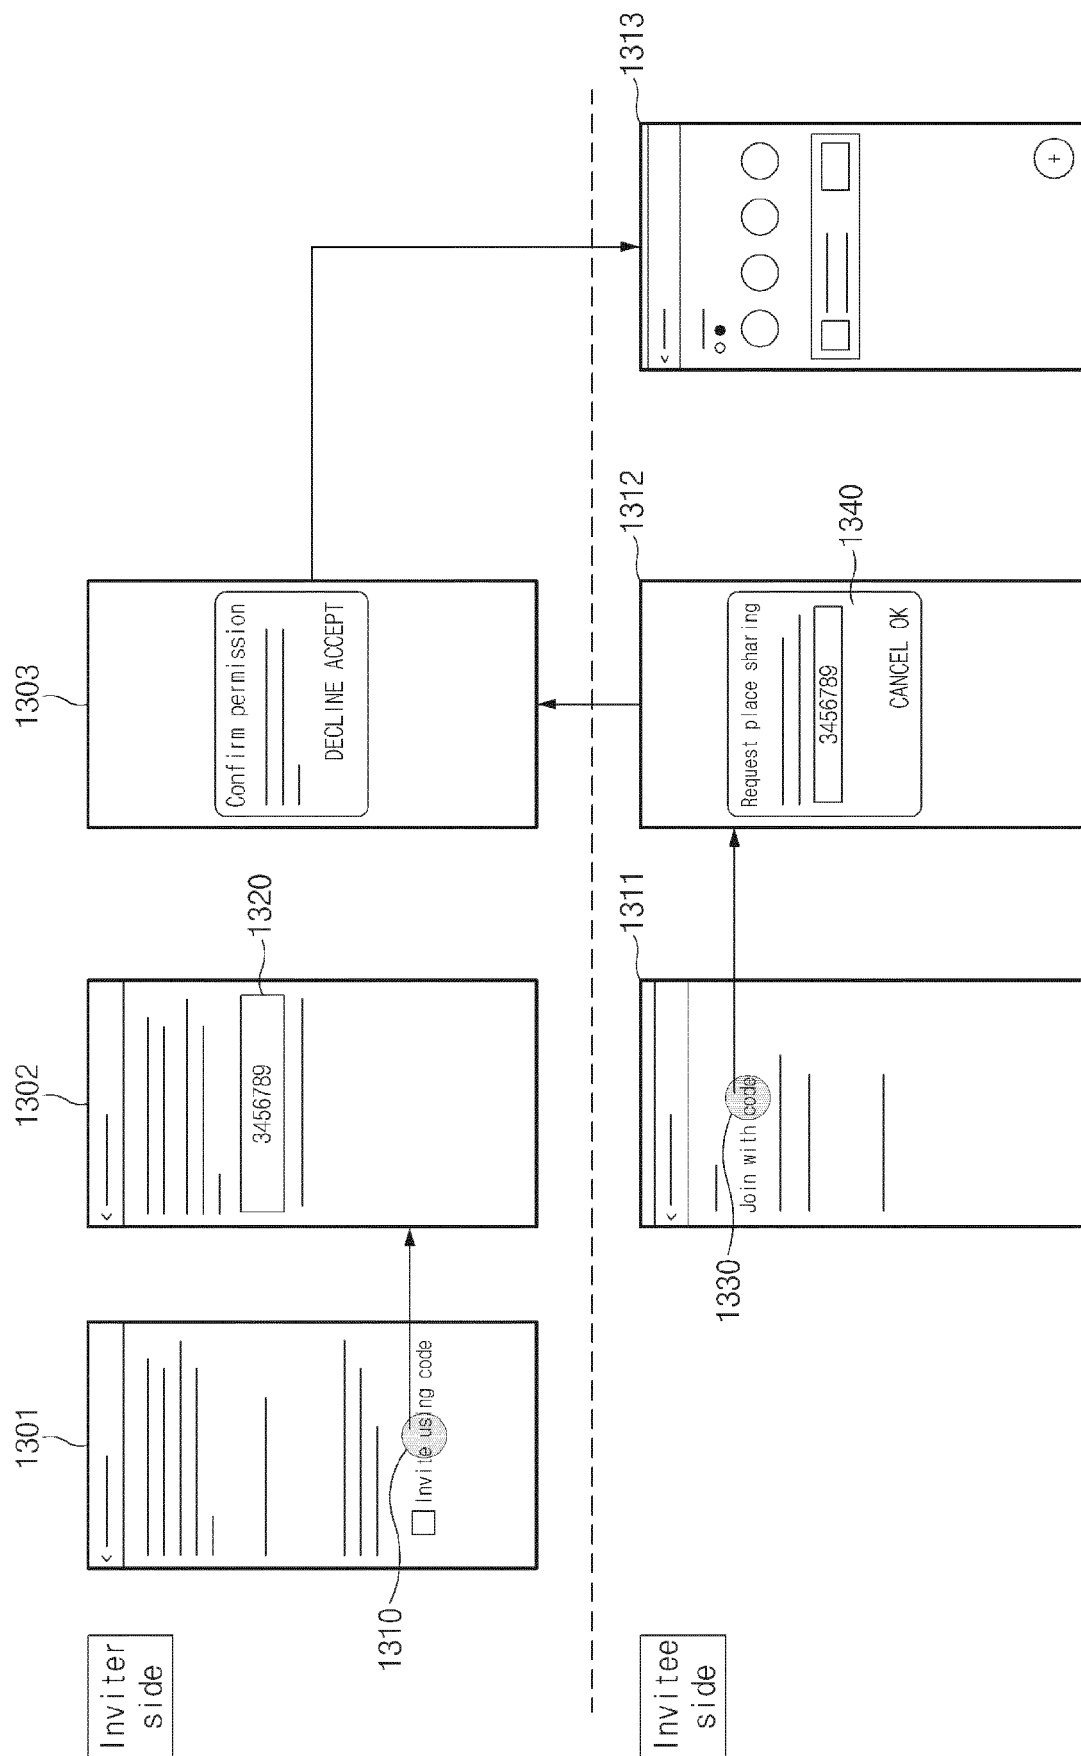 Inviter
side
1301
1302
1303
Invite using code
1310
3456789
1320
Confirm permission
DECLINE ACCEPT
Invitee
side
1311
1312
1313
Join with code
1330
Request place sharing
3456789
CANCEL OK
1340
+